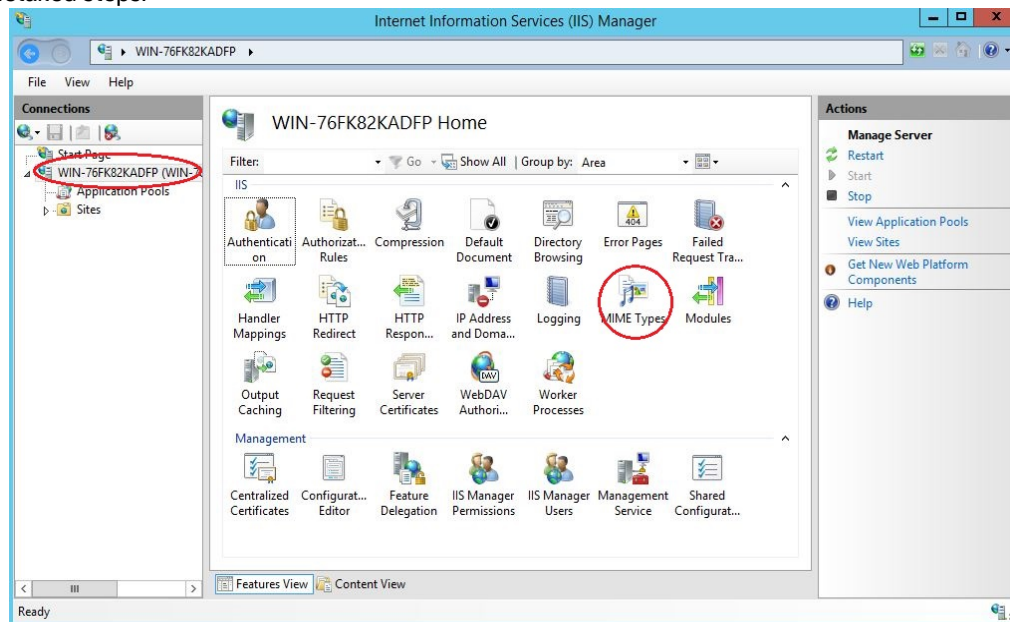 Internet Information Services (IIS) Manager
WIN-76FK82KADFP
File View Help
Connections
Start Page
WIN-76FK82KADFP (WIN-7
Application Pools
Sites
WIN-76FK82KADFP Home
Filter: Go Show All Group by: Area
IIS
Authenticati on
Authorizat... Rules
Compression
Default Document
Directory Browsing
Error Pages
404
Failed Request Tra...
Handler Mappings
HTTP Redirect
HTTP Respon...
IP Address and Doma...
Logging
MIME Types
Modules
Output Caching
Request Filtering
Server Certificates
WebDAV Authori...
DAV
Worker Processes
Management
Centralized Certificates
Configurat... Editor
Feature Delegation
IIS Manager Permissions
IIS Manager Users
Management Service
Shared Configurat...
Features View Content View
Actions
Manage Server
Restart
Start
Stop
View Application Pools
View Sites
Get New Web Platform
Components
Help
Ready